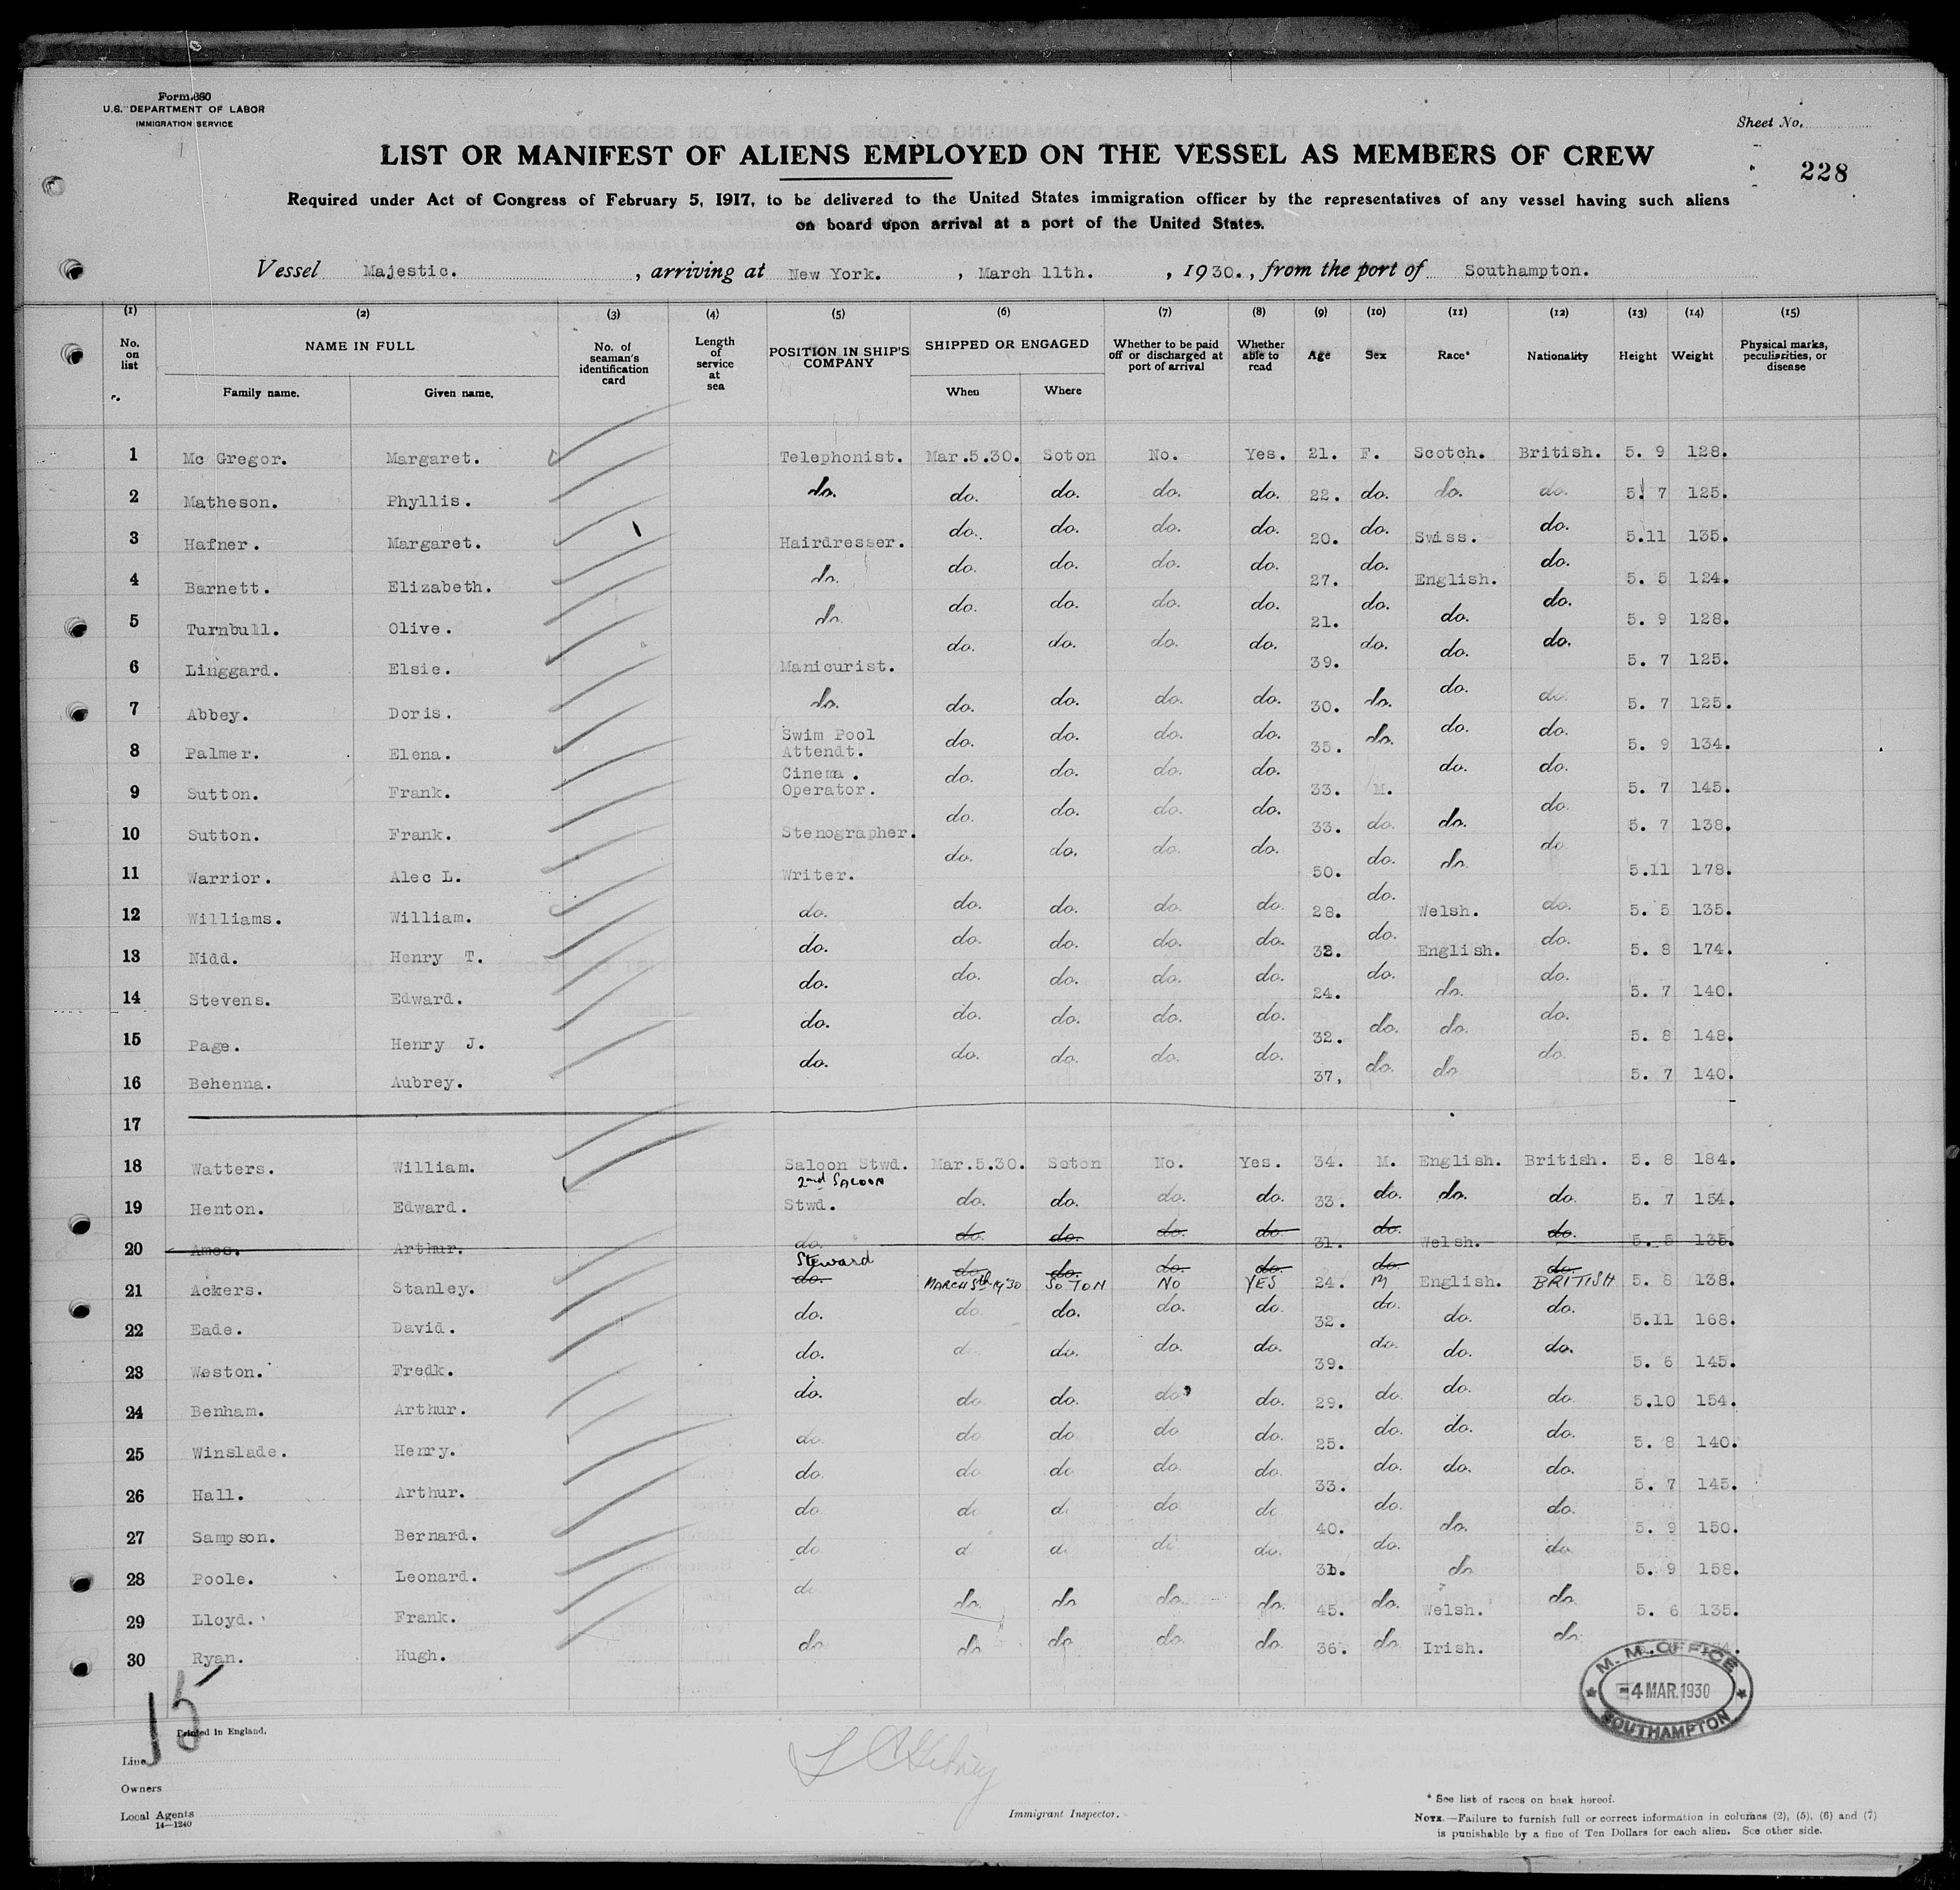 Form 680
U.S. DEPARTMENT OF LABOR
IMMIGRATION SERVICE
Sheet No.
228
LIST OR MANIFEST OF ALIENS EMPLOYED ON THE VESSEL AS MEMBERS OF CREW
Required under Act of Congress of February 5, 1917, to be delivered to the United States immigration officer by the representatives of any vessel having such aliens
on board upon arrival at a port of the United States.
Vessel Majestic. , arriving at New York. , March 11th. , 1930. , from the port of Southampton.
(1) (2) (3) (4) (5) (6) (7) (8) (9) (10) (11) (12) (13) (14) (15)
No. on list NAME IN FULL Family name. Given name. No. of seaman's identification card Length of service at sea POSITION IN SHIP'S COMPANY SHIPPED OR ENGAGED When Where Whether to be paid off or discharged at port of arrival Whether able to read Age Sex Race* Nationality Height Weight Physical marks, peculiarities, or disease
1 Mc Gregor. Margaret. Telephonist. Mar.5.30. Soton No. Yes. 21. F. Scotch. British. 5. 9 128.
2 Matheson. Phyllis. do. do. do. do. do. 22. do. do. do. 5. 7 125.
3 Hafner. Margaret. Hairdresser. do. do. do. do. 20. do. Swiss. do. 5.11 135.
4 Barnett. Elizabeth. do. do. do. do. do. 27. do. English. do. 5. 5 124.
5 Turnbull. Olive. do. do. do. do. do. 21. do. do. do. 5. 9 128.
6 Linggard. Elsie. Manicurist. do. do. do. do. 39. do. do. do. 5. 7 125.
7 Abbey. Doris. do. do. do. do. do. 30. do. do. do. 5. 7 125.
8 Palmer. Elena. Swim Pool Attendt. do. do. do. do. 35. do. do. do. 5. 9 134.
9 Sutton. Frank. Cinema. Operator. do. do. do. do. 33. M. do. do. 5. 7 145.
10 Sutton. Frank. Stenographer. do. do. do. do. 33. do. do. do. 5. 7 138.
11 Warrior. Alec L. Writer. do. do. do. do. 50. do. do. do. 5.11 178.
12 Williams. William. do. do. do. do. do. 28. do. Welsh. do. 5. 5 135.
13 Nidd. Henry T. do. do. do. do. do. 32. do. English. do. 5. 8 174.
14 Stevens. Edward. do. do. do. do. do. 24. do. do. do. 5. 7 140.
15 Page. Henry J. do. do. do. do. do. 32. do. do. do. 5. 8 148.
16 Behenna. Aubrey. do. do. do. do. do. 37, do. do do. 5. 7 140.
17
18 Watters. William. Saloon Stwd. Mar.5.30. Soton No. Yes. 34. M. English. British. 5. 8 184.
19 Henton. Edward. 2nd SALOON Stwd. do. do. do. do. 33. do. do. do. 5. 7 154.
20 Ames. Arthur. do. do. do. do. do. 31. do. Welsh. do. 5. 5 135.
21 Ackers. Stanley. Steward do. do. do. do. do. do. do. MARCH 5th 1930 SO TON NO YES 24. M English. BRITISH 5. 8 138.
22 Eade. David. do. do. do. do. do. 32. do. do. do. 5.11 168.
23 Weston. Fredk. do. do. do. do. do. 39. do. do. do. 5. 6 145.
24 Benham. Arthur. do. do do. do. do. 29. do do. do. 5.10 154.
25 Winslade. Henry. do. do do do. do. 25. do. do. do. 5. 8 140.
26 Hall. Arthur. do. do do do. do. 33. do. do. do. 5. 7 145.
27 Sampson. Bernard. do. do do do do 40. do. do. do. 5. 9 150.
28 Poole. Leonard. do do do do do. 31. do. do do 5. 9 158.
29 Lloyd. Frank. do do. do do. do. 45. do. Welsh. do. 5. 6 135.
30 Ryan. Hugh. do do do do. do. 36. do Irish. do
M. M. OFFICE
4 MAR. 1930
SOUTHAMPTON
15
Printed in England.
Line
Owners
Local Agents
14—1240
Immigrant Inspector.
* See list of races on back hereof.
NOTE.—Failure to furnish full or correct information in columns (2), (5), (6) and (7)
is punishable by a fine of Ten Dollars for each alien. See other side.